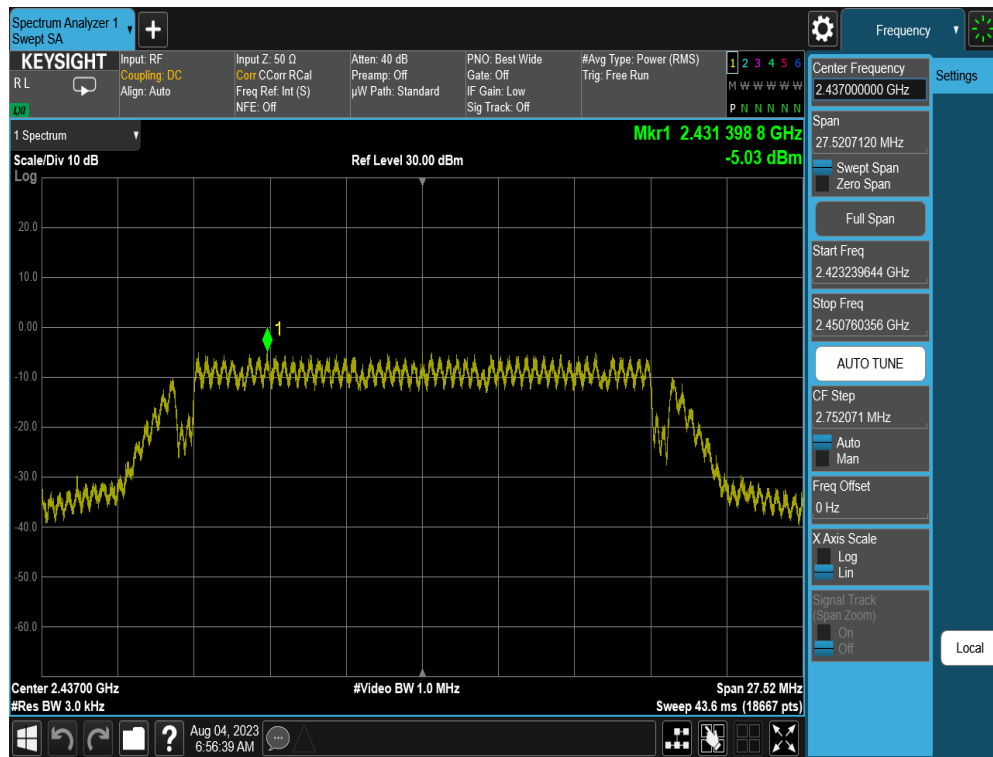 Spectrum Analyzer 1
Swept SA
+
Frequency
KEYSIGHT
R L
LXI
Input: RF
Coupling: DC
Align: Auto
Input Z: 50 Ω
Corr CCorr RCal
Freq Ref: Int (S)
NFE: Off
Atten: 40 dB
Preamp: Off
µW Path: Standard
PNO: Best Wide
Gate: Off
IF Gain: Low
Sig Track: Off
#Avg Type: Power (RMS)
Trig: Free Run
1 2 3 4 5 6
M W W W W W
P N N N N N
1 Spectrum
Scale/Div 10 dB
Log
Ref Level 30.00 dBm
Mkr1 2.431 398 8 GHz
-5.03 dBm
20.0
10.0
0.00
-10.0
-20.0
-30.0
-40.0
-50.0
-60.0
1
Center 2.43700 GHz
#Res BW 3.0 kHz
#Video BW 1.0 MHz
Span 27.52 MHz
Sweep 43.6 ms (18667 pts)
Center Frequency
2.437000000 GHz
Settings
Span
27.5207120 MHz
Swept Span
Zero Span
Full Span
Start Freq
2.423239644 GHz
Stop Freq
2.450760356 GHz
AUTO TUNE
CF Step
2.752071 MHz
Auto
Man
Freq Offset
0 Hz
X Axis Scale
Log
Lin
Signal Track
(Span Zoom)
On
Off
Local
?
Aug 04, 2023
6:56:39 AM